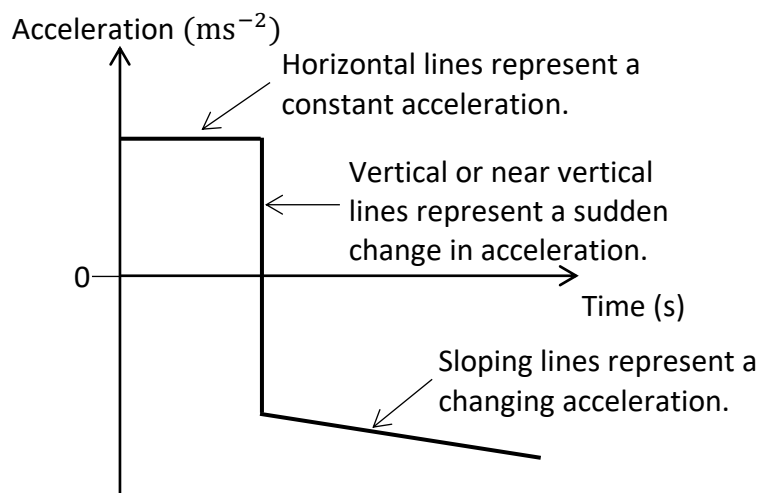 Acceleration (ms⁻²)
Horizontal lines represent a
constant acceleration.
Vertical or near vertical
lines represent a sudden
change in acceleration.
0
Time (s)
Sloping lines represent a
changing acceleration.